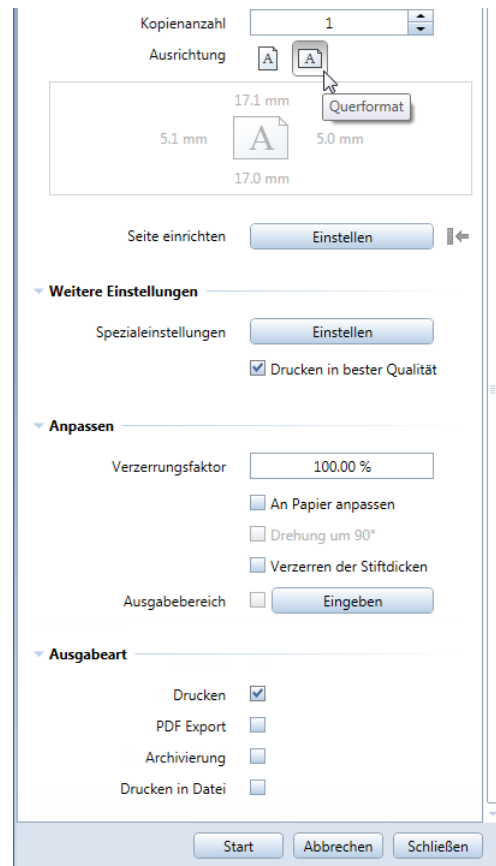 Kopienanzahl 1
Ausrichtung A A
Querformat
17.1 mm
5.1 mm A 5.0 mm
17.0 mm
Seite einrichten Einstellen
Weitere Einstellungen
Spezialeinstellungen Einstellen
Drucken in bester Qualität
Anpassen
Verzerrungsfaktor 100.00 %
An Papier anpassen
Drehung um 90°
Verzerren der Stiftdicken
Ausgabebereich Eingeben
Ausgabeart
Drucken
PDF Export
Archivierung
Drucken in Datei
Start Abbrechen Schließen